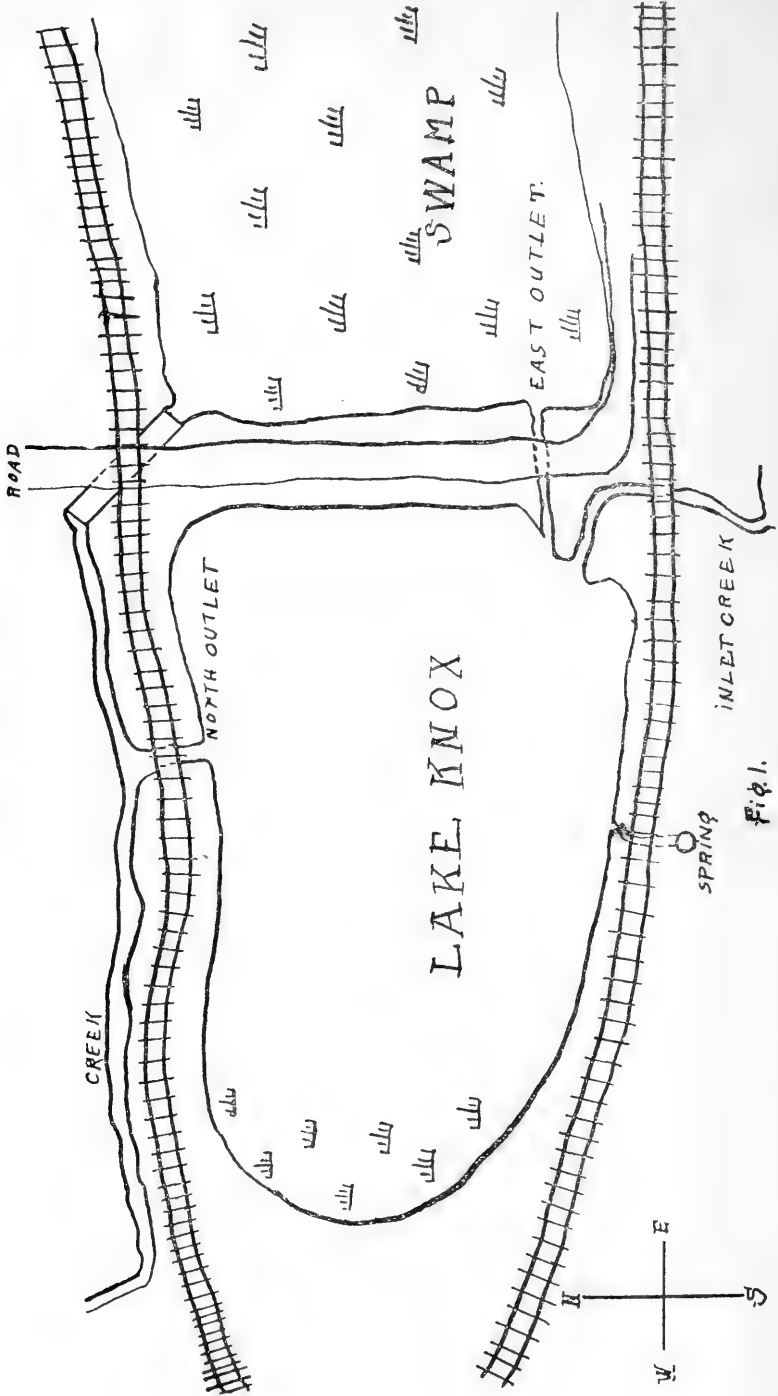 ROAD
CREEK
NORTH OUTLET
SWAMP
EAST OUTLET.
LAKE KNOX
INLET CREEK
SPRING
N
W E
S
Fig. 1.